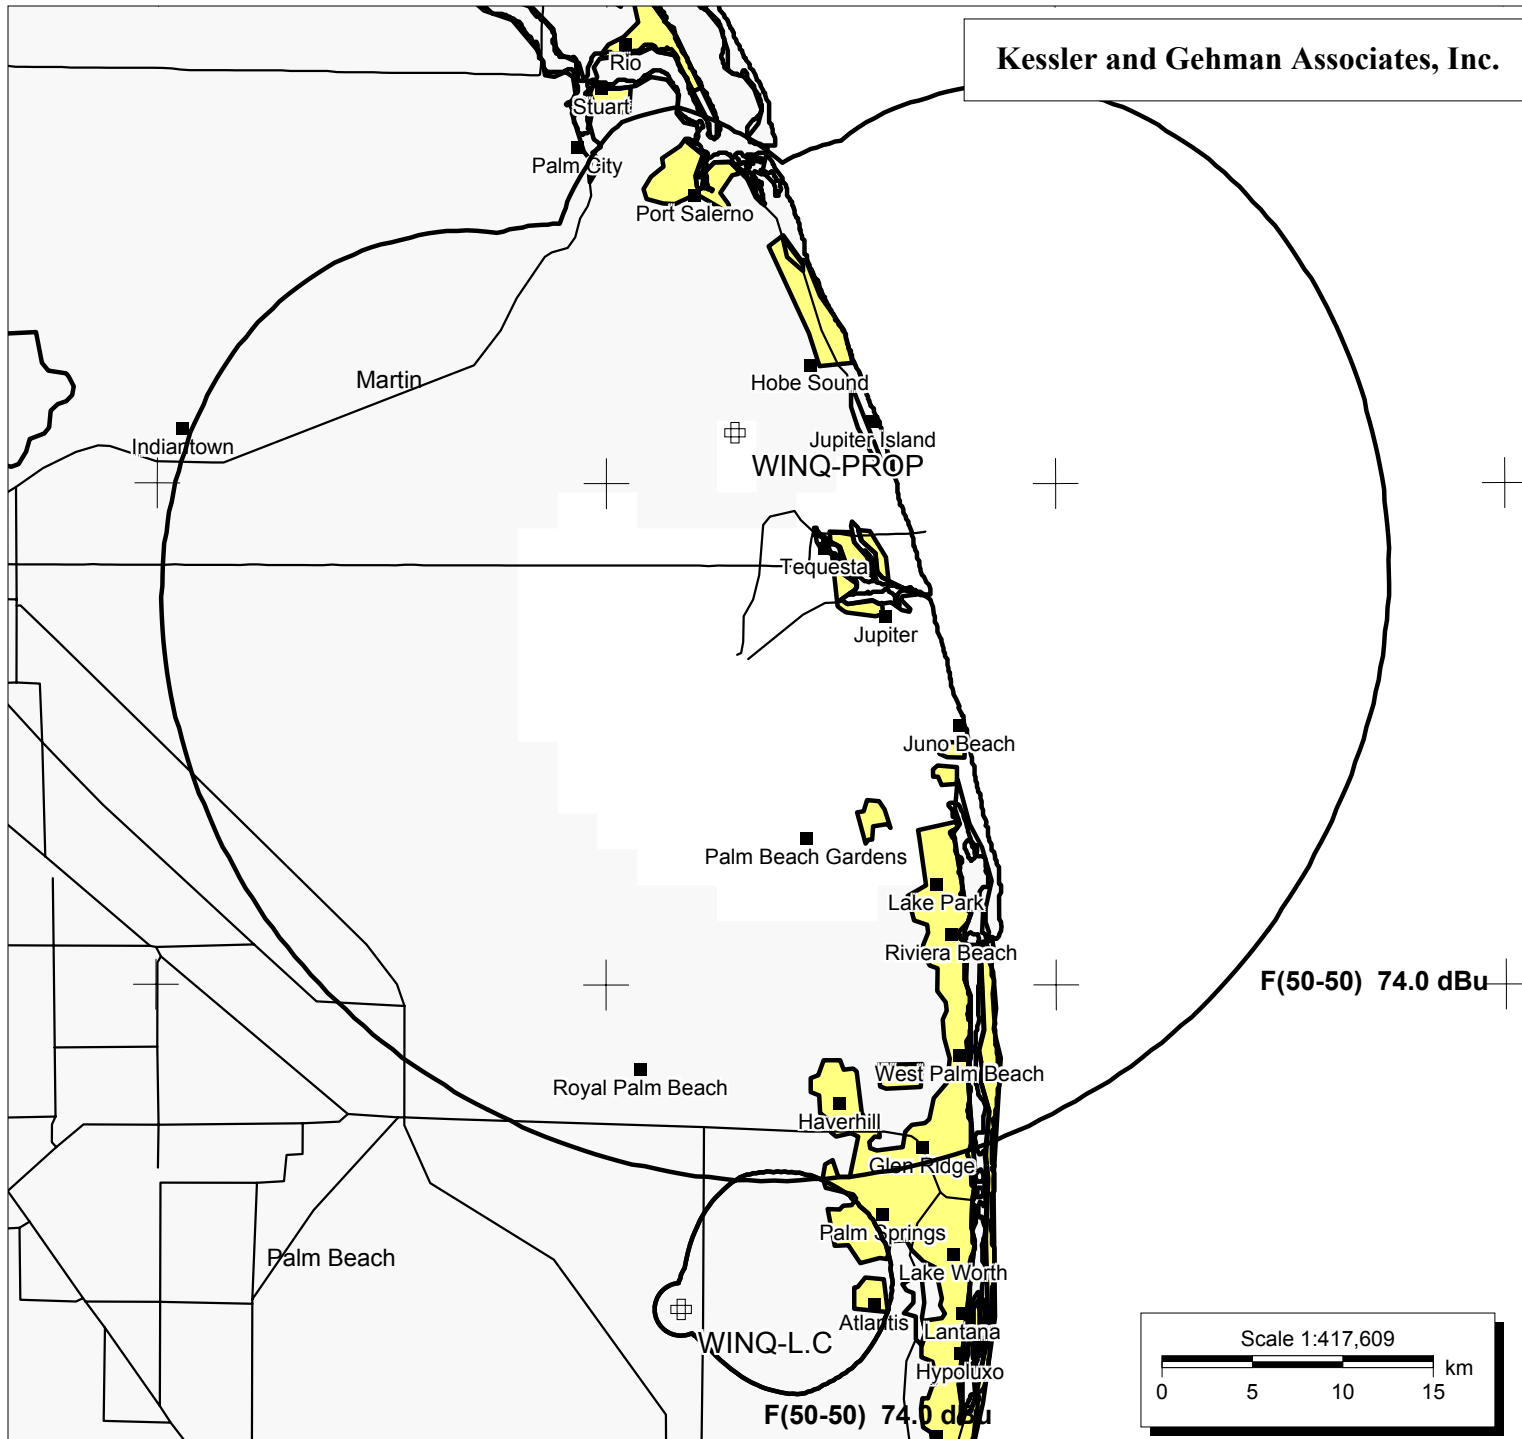 Kessler and Gehman Associates, Inc.
Rio
Stuart
Palm City
Port Salerno
Martin
Hobe Sound
Indiantown
Jupiter Island
WINQ-PROP
Tequesta
Jupiter
Juno Beach
Palm Beach Gardens
Lake Park
Riviera Beach
F(50-50) 74.0 dBu
West Palm Beach
Royal Palm Beach
Haverhill
Glen Ridge
Palm Springs
Palm Beach
Lake Worth
Atlantis
Lantana
WINQ-L.C
Hypoluxo
F(50-50) 74.0 dBu
Scale 1:417,609
km
0 5 10 15